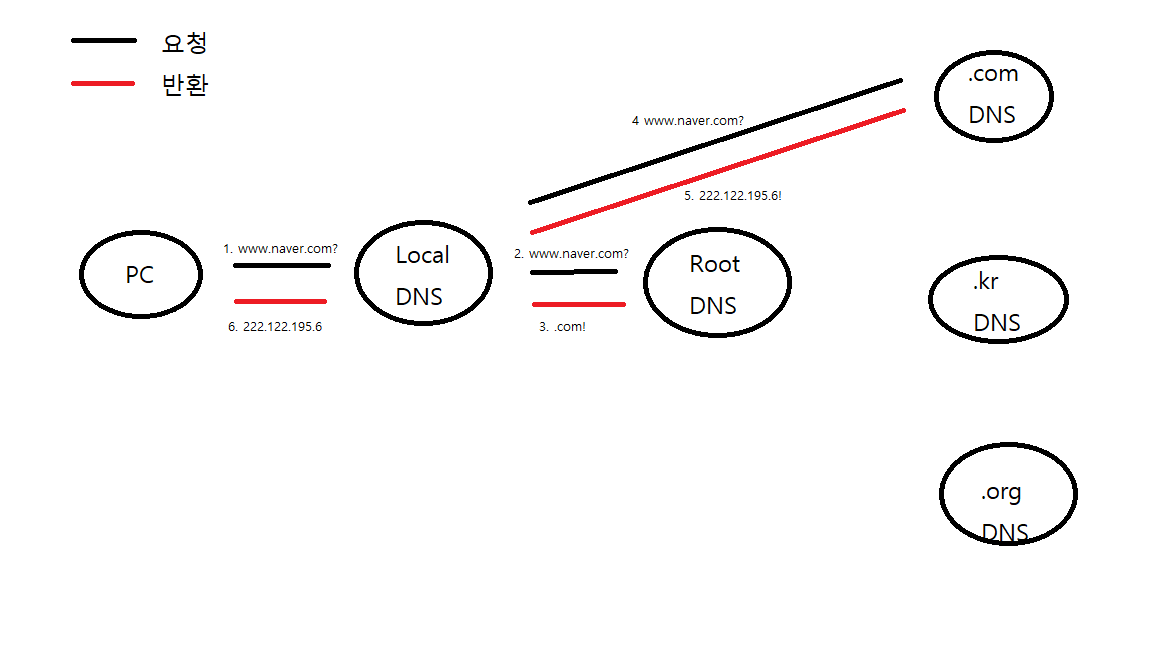 요청
반환
.com
DNS
4 www.naver.com?
5. 222.122.195.6!
1. www.naver.com?
PC
6. 222.122.195.6
Local
DNS
2. www.naver.com?
3. .com!
Root
DNS
.kr
DNS
.org
DNS